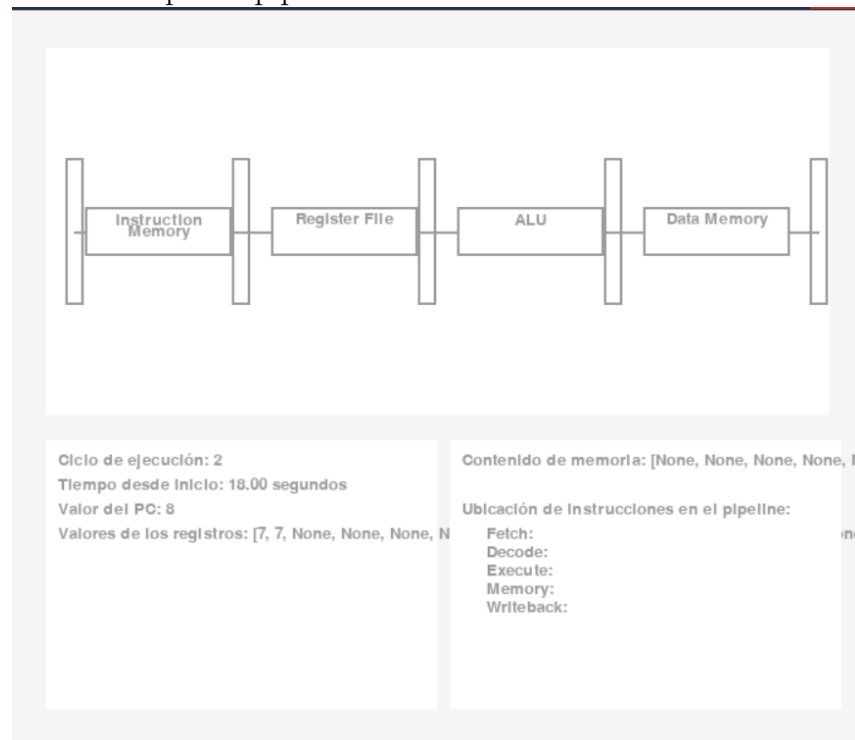 Instruction
Memory
Register File
ALU
Data Memory
Ciclo de ejecución: 2
Tiempo desde inicio: 18.00 segundos
Valor del PC: 8
Valores de los registros: [7, 7, None, None, None, N
Contenido de memoria: [None, None, None, None,
Ubicación de instrucciones en el pipeline:
Fetch:
Decode:
Execute:
Memory:
Writeback: